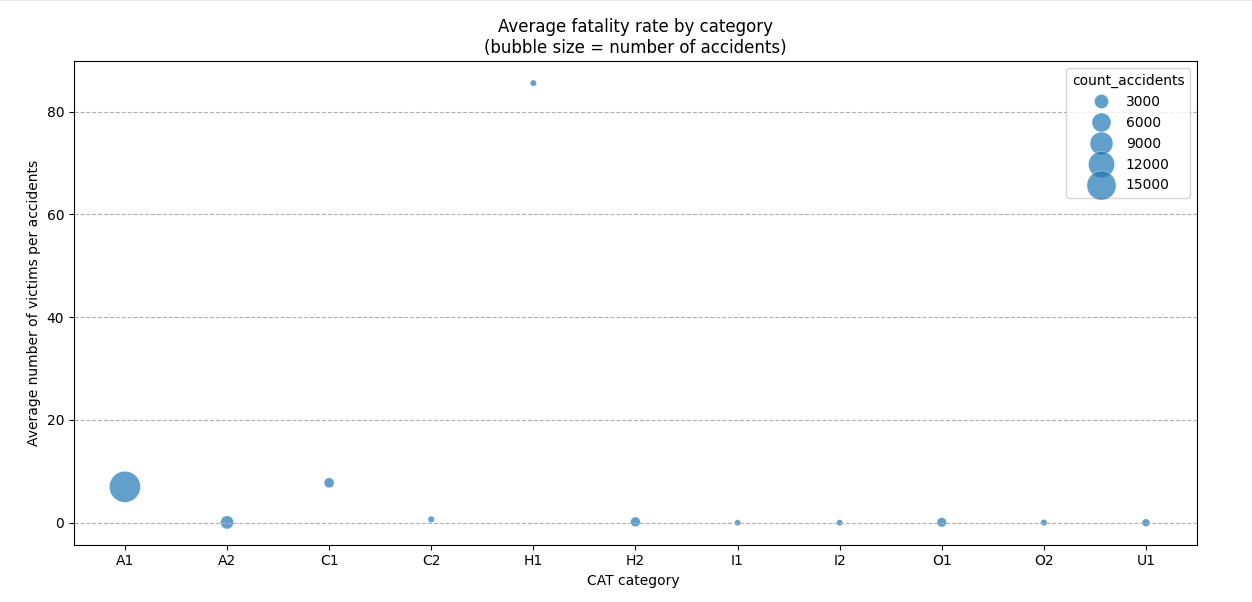 Average fatality rate by category
(bubble size = number of accidents)
count_accidents
3000
6000
9000
12000
15000
Average number of victims per accidents
80
60
40
20
0
A1 A2 C1 C2 H1 H2 I1 I2 O1 O2 U1
CAT category